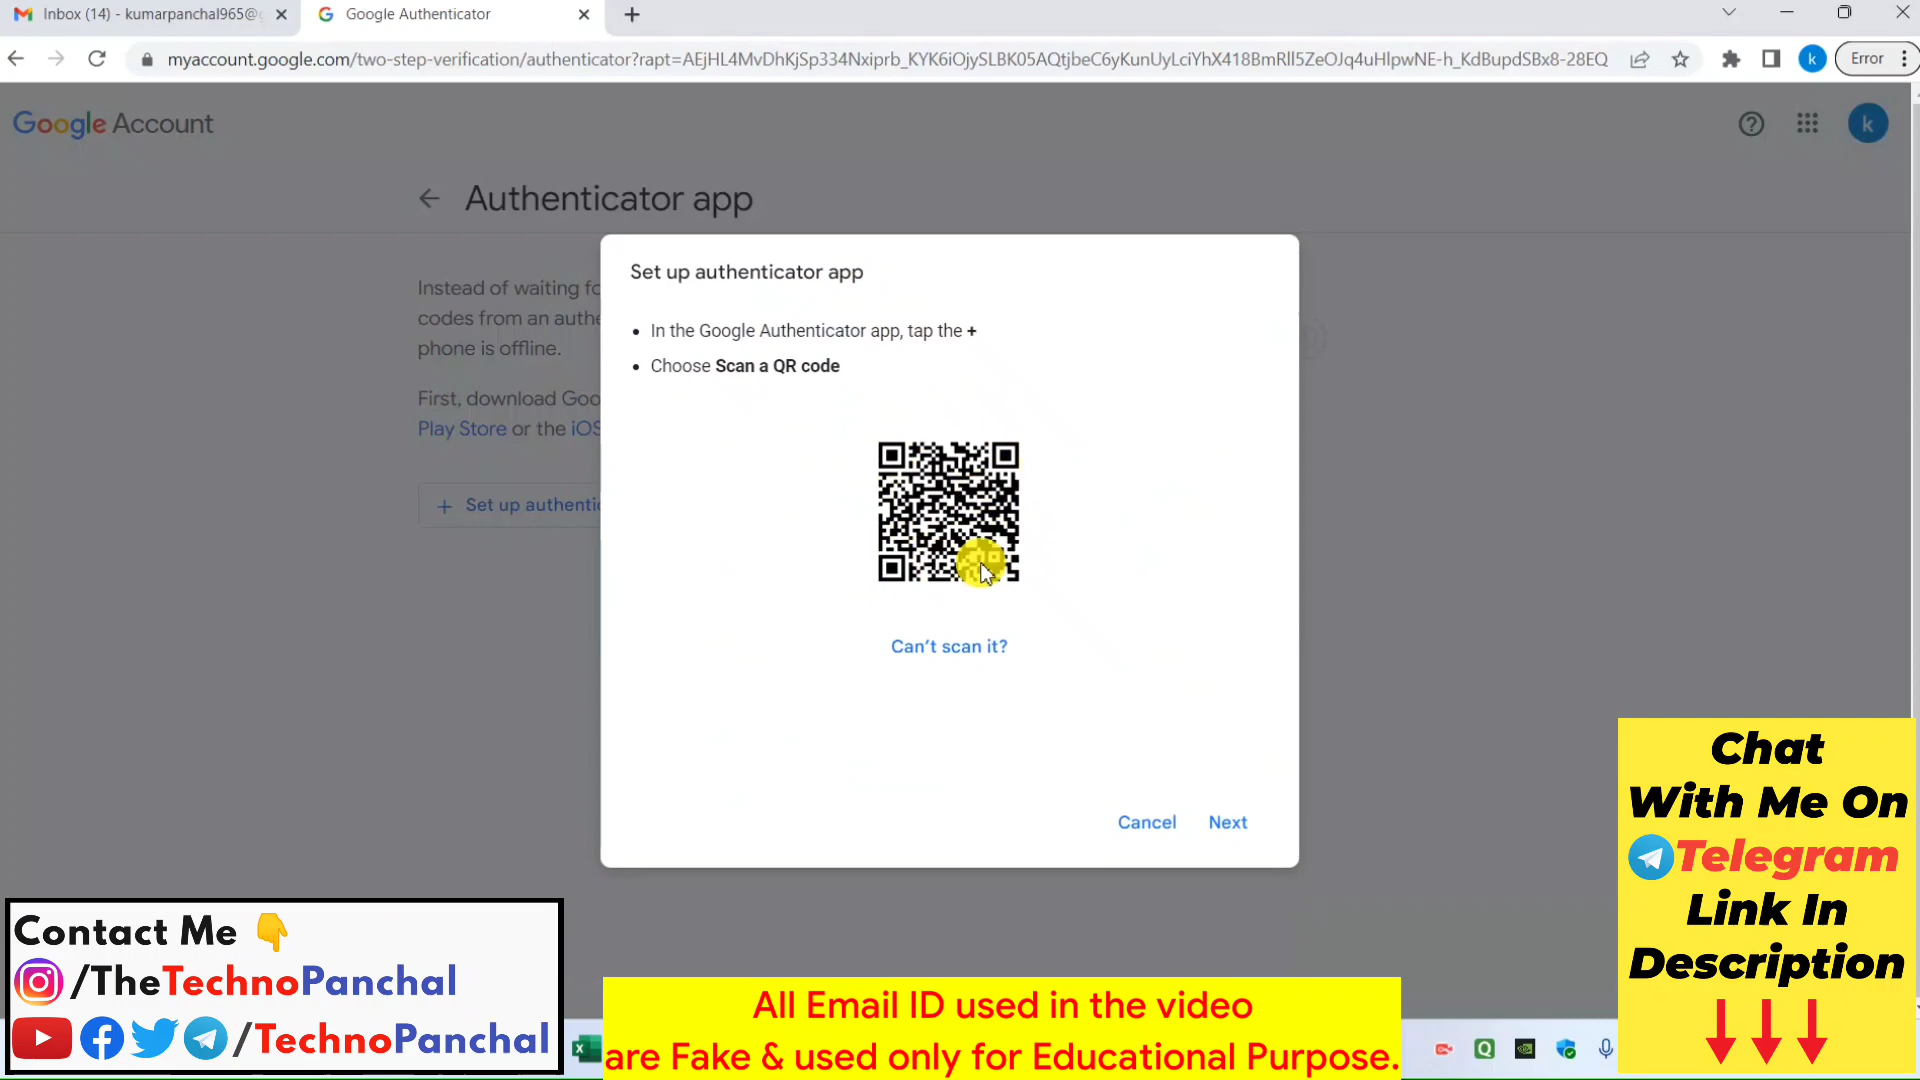 Inbox (14) - kumarpanchal965@g
Google Authenticator
myaccount.google.com/two-step-verification/authenticator?rapt=AEjHL4MvDhKjSp334Nxiprb_KYK6iOjySLBK05AQtjbeC6yKunUyLciYhX418BmRll5ZeOJq4uHlpwNE-h_KdBupdSBx8-28EQ
k
Error
Google Account
k
Authenticator app
Instead of waiting fo
codes from an authe
phone is offline.
First, download Goo
Play Store or the iOS
Set up authentic
Set up authenticator app
In the Google Authenticator app, tap the +
Choose Scan a QR code
Can't scan it?
Cancel
Next
Contact Me
/TheTechnoPanchal
/TechnoPanchal
All Email ID used in the video
are Fake & used only for Educational Purpose.
Chat
With Me On
Telegram
Link In
Description